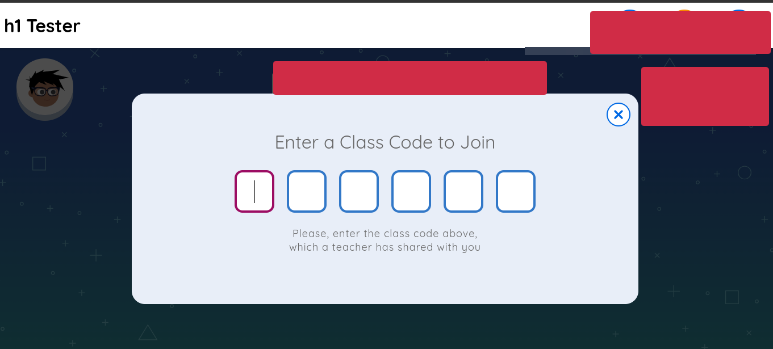 h1 Tester
Enter a Class Code to Join
Please, enter the class code above,
which a teacher has shared with you